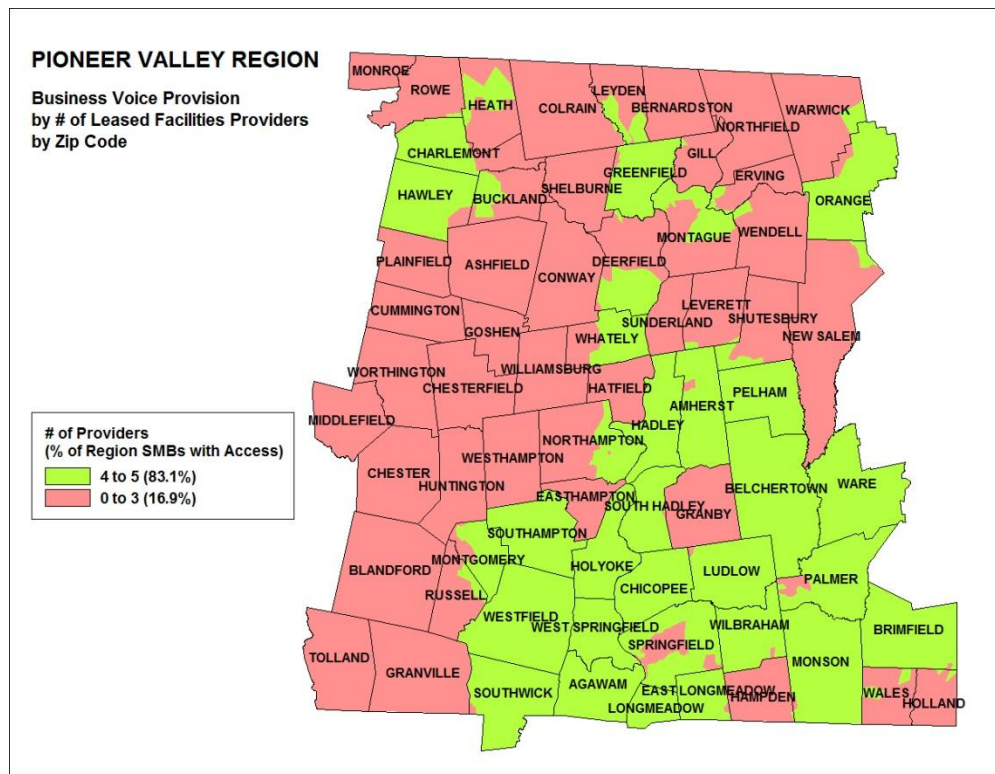 PIONEER VALLEY REGION
Business Voice Provision
by # of Leased Facilities Providers
by Zip Code
MONROE
ROWE
HEATH
COLRAIN
LEYDEN
BERNARDSTON
NORTHFIELD
WARWICK
CHARLEMONT
GREENFIELD
GILL
ERVING
HAWLEY
BUCKLAND
SHELBURNE
ORANGE
MONTAGUE
WENDELL
PLAINFIELD
ASHFIELD
CONWAY
DEERFIELD
CUMMINGTON
GOSHEN
SUNDERLAND
LEVERETT
SHUTESBURY
NEW SALEM
WHATELY
WORTHINGTON
CHESTERFIELD
WILLIAMSBURG
HATFIELD
PELHAM
AMHERST
MIDDLEFIELD
HADLEY
NORTHAMPTON
CHESTER
WESTHAMPTON
HUNTINGTON
EASTHAMPTON
SOUTH HADLEY
GRANBY
BELCHERTOWN
WARE
SOUTHAMPTON
MONTGOMERY
BLANDFORD
RUSSELL
HOLYOKE
CHICOPEE
LUDLOW
PALMER
WESTFIELD
WEST SPRINGFIELD
SPRINGFIELD
WILBRAHAM
BRIMFIELD
TOLLAND
GRANVILLE
SOUTHWICK
AGAWAM
LONGMEADOW
EAST LONGMEADOW
HAMPDEN
MONSON
WALES
HOLLAND
# of Providers
(% of Region SMBs with Access)
4 to 5 (83.1%)
0 to 3 (16.9%)